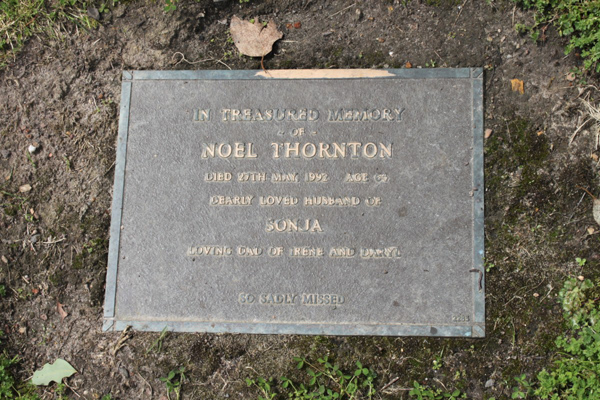 IN TREASURED MEMORY
- OF -
NOEL THORNTON
DIED 27TH MAY, 1992 AGE
DEARLY LOVED HUSBAND OF
SONJA
LOVING DAD OF IRENE AND DARYL
SO SADLY MISSED